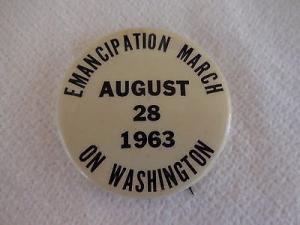 EMANCIPATION MARCH
AUGUST
28
1963
ON WASHINGTON